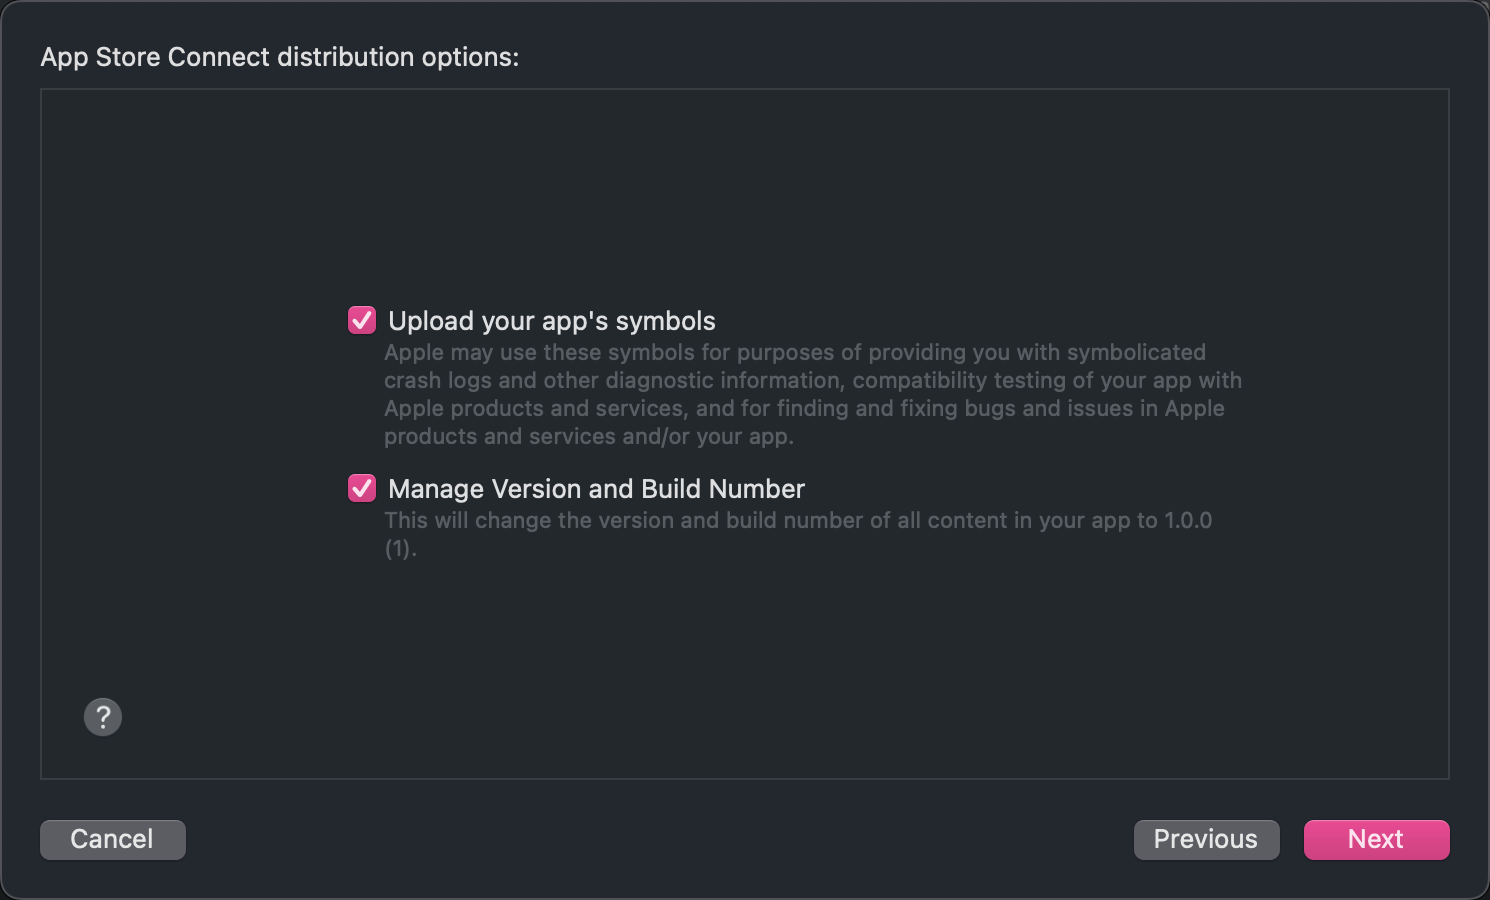 App Store Connect distribution options:
Upload your app's symbols
Apple may use these symbols for purposes of providing you with symbolicated
crash logs and other diagnostic information, compatibility testing of your app with
Apple products and services, and for finding and fixing bugs and issues in Apple
products and services and/or your app.
Manage Version and Build Number
This will change the version and build number of all content in your app to 1.0.0
(1).
?
Cancel
Previous
Next